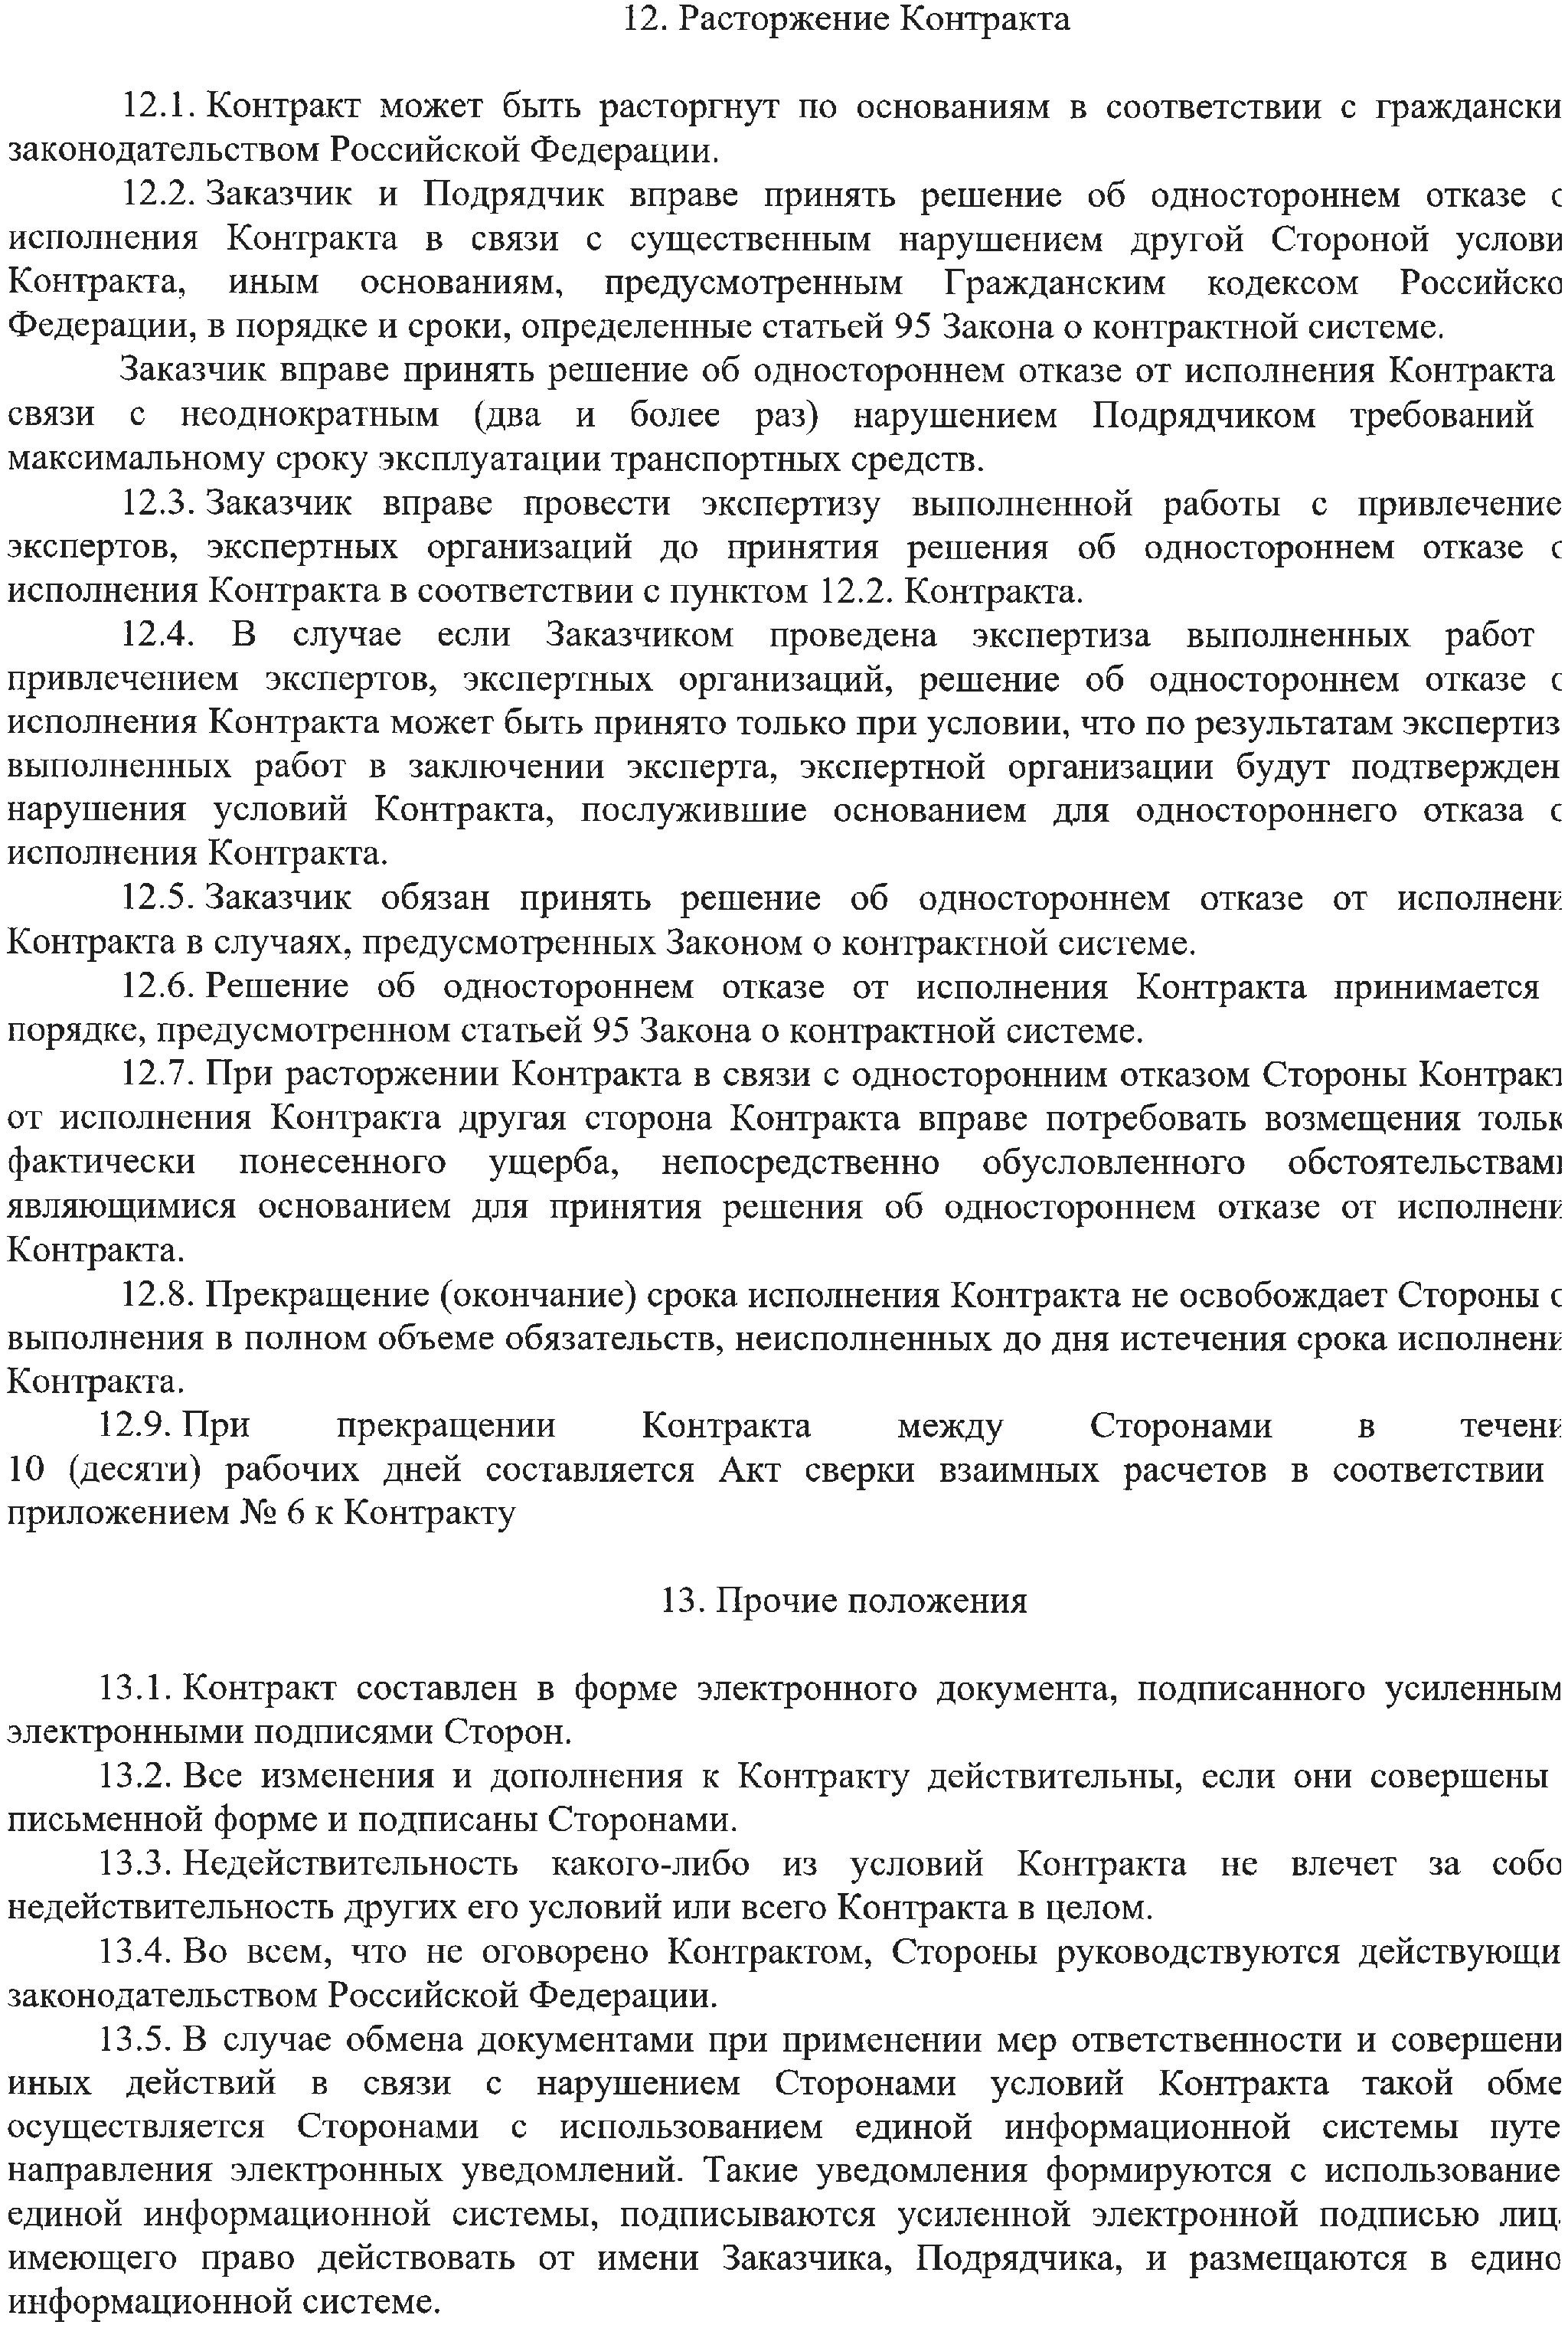 12. Расторжение Контракта
12.1. Контракт может быть расторгнут по основаниям в соответствии с граждански
законодательством Российской Федерации.
12.2. Заказчик и Подрядчик вправе принять решение об одностороннем отказе о
исполнения Контракта в связи с существенным нарушением другой Стороной услови
Контракта, иным основаниям, предусмотренным Гражданским кодексом Российско
Федерации, в порядке и сроки, определенные статьей 95 Закона о контрактной системе.
Заказчик вправе принять решение об одностороннем отказе от исполнения Контракта
связи с неоднократным (два и более раз) нарушением Подрядчиком требований
максимальному сроку эксплуатации транспортных средств.
12.3. Заказчик вправе провести экспертизу выполненной работы с привлечение
экспертов, экспертных организаций до принятия решения об одностороннем отказе о
исполнения Контракта в соответствии с пунктом 12.2. Контракта.
12.4. В случае если Заказчиком проведена экспертиза выполненных работ
привлечением экспертов, экспертных организаций, решение об одностороннем отказе о
исполнения Контракта может быть принято только при условии, что по результатам экспертиз
выполненных работ в заключении эксперта, экспертной организации будут подтвержден
нарушения условий Контракта, послужившие основанием для одностороннего отказа о
исполнения Контракта.
12.5. Заказчик обязан принять решение об одностороннем отказе от исполнени
Контракта в случаях, предусмотренных Законом о контрактной системе.
12.6. Решение об одностороннем отказе от исполнения Контракта принимается
порядке, предусмотренном статьей 95 Закона о контрактной системе.
12.7. При расторжении Контракта в связи с односторонним отказом Стороны Контракт
от исполнения Контракта другая сторона Контракта вправе потребовать возмещения тольк
фактически понесенного ущерба, непосредственно обусловленного обстоятельствами
являющимися основанием для принятия решения об одностороннем отказе от исполнени
Контракта.
12.8. Прекращение (окончание) срока исполнения Контракта не освобождает Стороны о
выполнения в полном объеме обязательств, неисполненных до дня истечения срока исполнени
Контракта.
12.9. При прекращении Контракта между Сторонами в течени
10 (десяти) рабочих дней составляется Акт сверки взаимных расчетов в соответствии
приложением № 6 к Контракту
13. Прочие положения
13.1. Контракт составлен в форме электронного документа, подписанного усиленным
электронными подписями Сторон.
13.2. Все изменения и дополнения к Контракту действительны, если они совершены
письменной форме и подписаны Сторонами.
13.3. Недействительность какого-либо из условий Контракта не влечет за собо
недействительность других его условий или всего Контракта в целом.
13.4. Во всем, что не оговорено Контрактом, Стороны руководствуются действующи
законодательством Российской Федерации.
13.5. В случае обмена документами при применении мер ответственности и совершени
иных действий в связи с нарушением Сторонами условий Контракта такой обме
осуществляется Сторонами с использованием единой информационной системы путе
направления электронных уведомлений. Такие уведомления формируются с использование
единой информационной системы, подписываются усиленной электронной подписью лиц
имеющего право действовать от имени Заказчика, Подрядчика, и размещаются в едино
информационной системе.